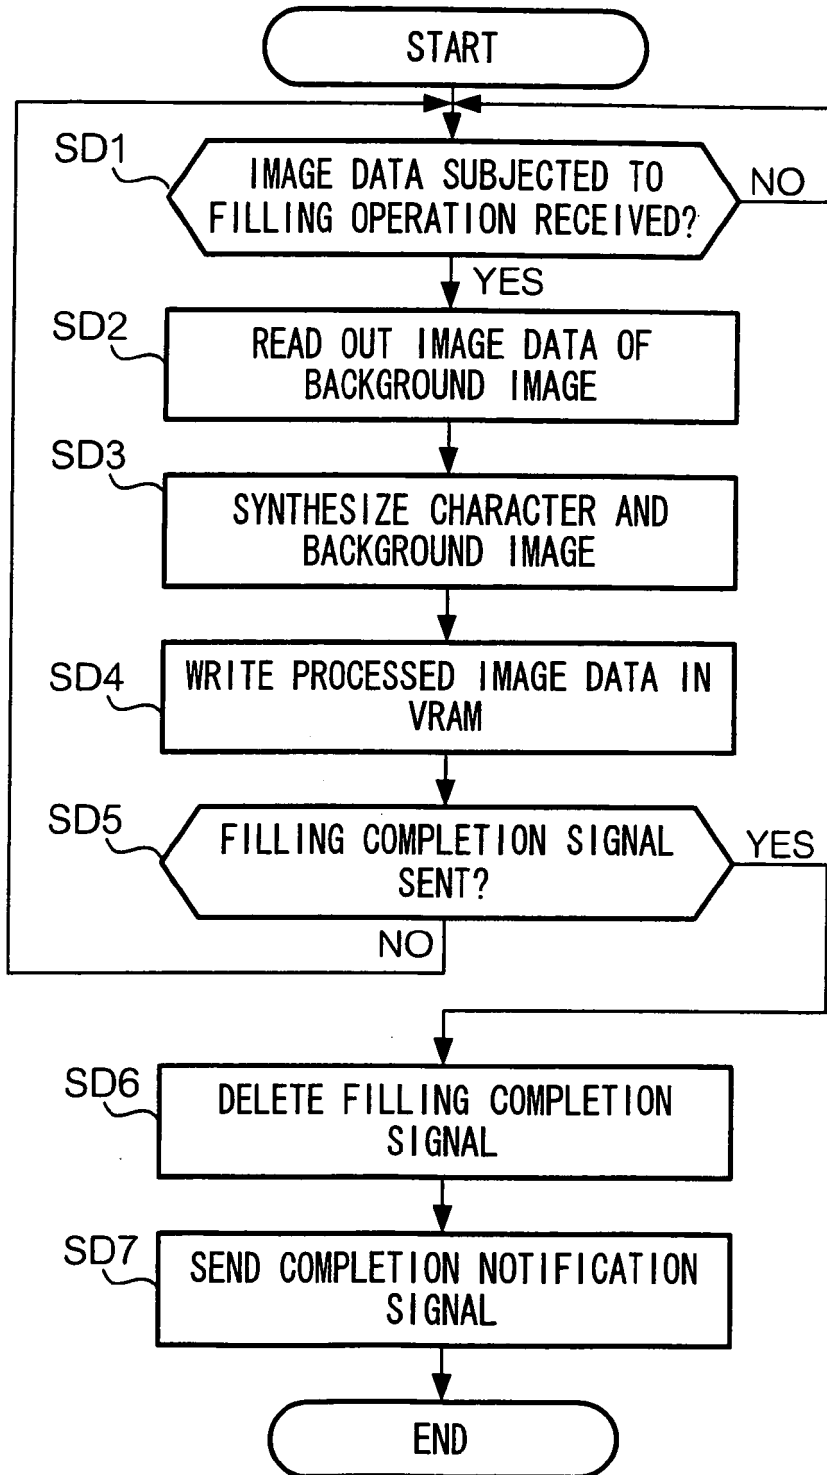 START
SD1
IMAGE DATA SUBJECTED TO
FILLING OPERATION RECEIVED?
NO
YES
SD2
READ OUT IMAGE DATA OF
BACKGROUND IMAGE
SD3
SYNTHESIZE CHARACTER AND
BACKGROUND IMAGE
SD4
WRITE PROCESSED IMAGE DATA IN
VRAM
SD5
FILLING COMPLETION SIGNAL
SENT?
YES
NO
SD6
DELETE FILLING COMPLETION
SIGNAL
SD7
SEND COMPLETION NOTIFICATION
SIGNAL
END